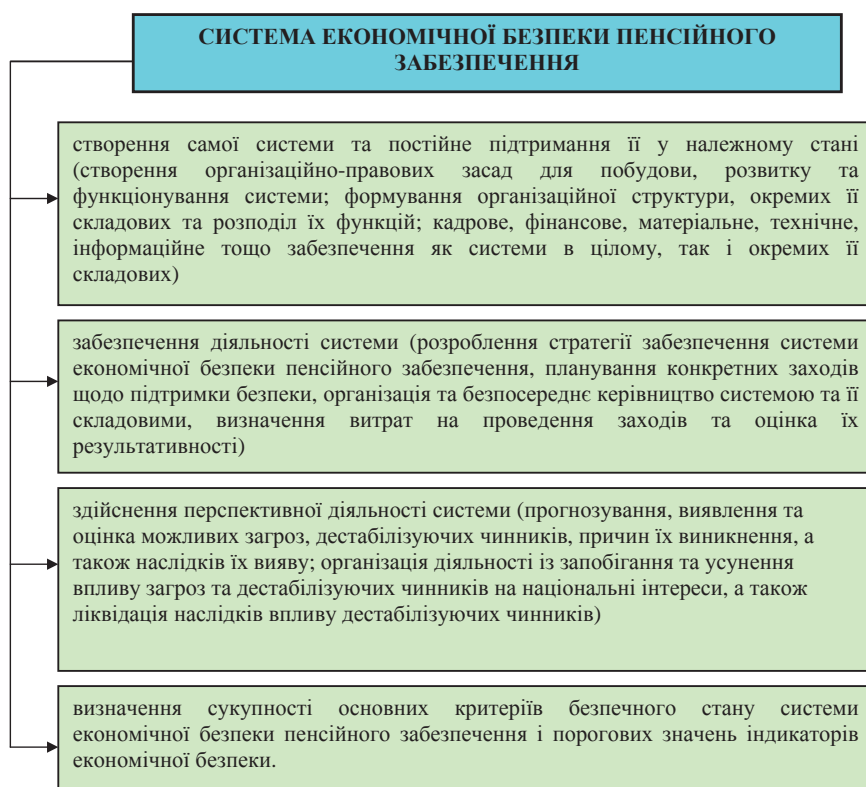 СИСТЕМА ЕКОНОМІЧНОЇ БЕЗПЕКИ ПЕНСІЙНОГО
ЗАБЕЗПЕЧЕННЯ
створення самої системи та постійне підтримання її у належному стані
(створення організаційно-правових засад для побудови, розвитку та
функціонування системи; формування організаційної структури, окремих її
складових та розподіл їх функцій; кадрове, фінансове, матеріальне, технічне,
інформаційне тощо забезпечення як системи в цілому, так і окремих її
складових)
забезпечення діяльності системи (розроблення стратегії забезпечення системи
економічної безпеки пенсійного забезпечення, планування конкретних заходів
щодо підтримки безпеки, організація та безпосереднє керівництво системою та її
складовими, визначення витрат на проведення заходів та оцінка їх
результативності)
здійснення перспективної діяльності системи (прогнозування, виявлення та
оцінка можливих загроз, дестабілізуючих чинників, причин їх виникнення, а
також наслідків їх вияву; організація діяльності із запобігання та усунення
впливу загроз та дестабілізуючих чинників на національні інтереси, а також
ліквідація наслідків впливу дестабілізуючих чинників)
визначення сукупності основних критеріїв безпечного стану системи
економічної безпеки пенсійного забезпечення і порогових значень індикаторів
економічної безпеки.